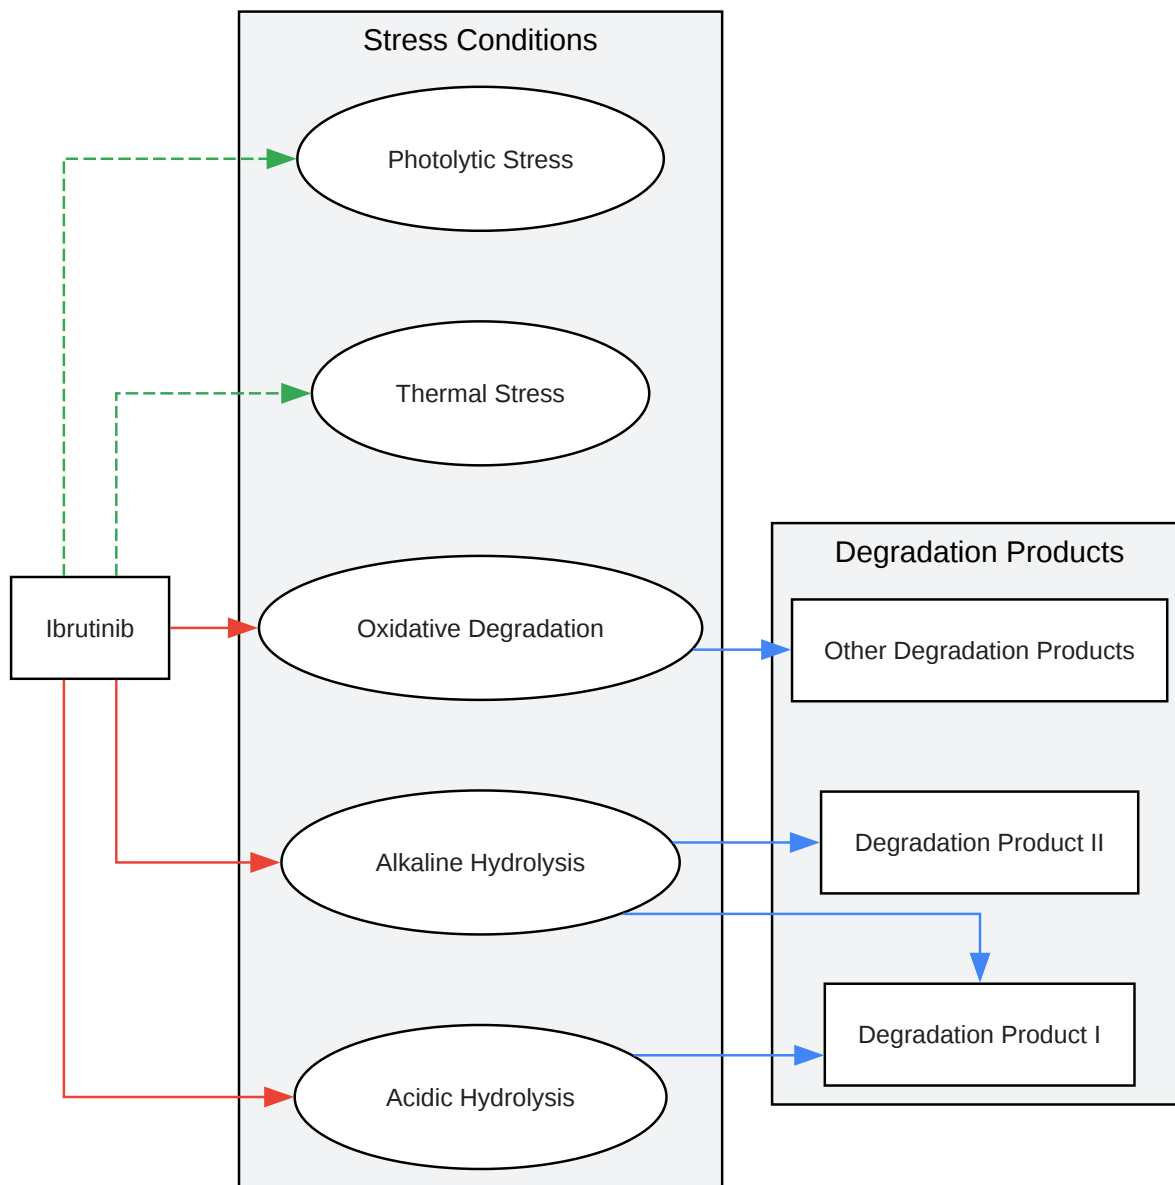 Stress Conditions
Photolytic Stress
Thermal Stress
Ibrutinib
Oxidative Degradation
Alkaline Hydrolysis
Acidic Hydrolysis
Degradation Products
Other Degradation Products
Degradation Product II
Degradation Product I